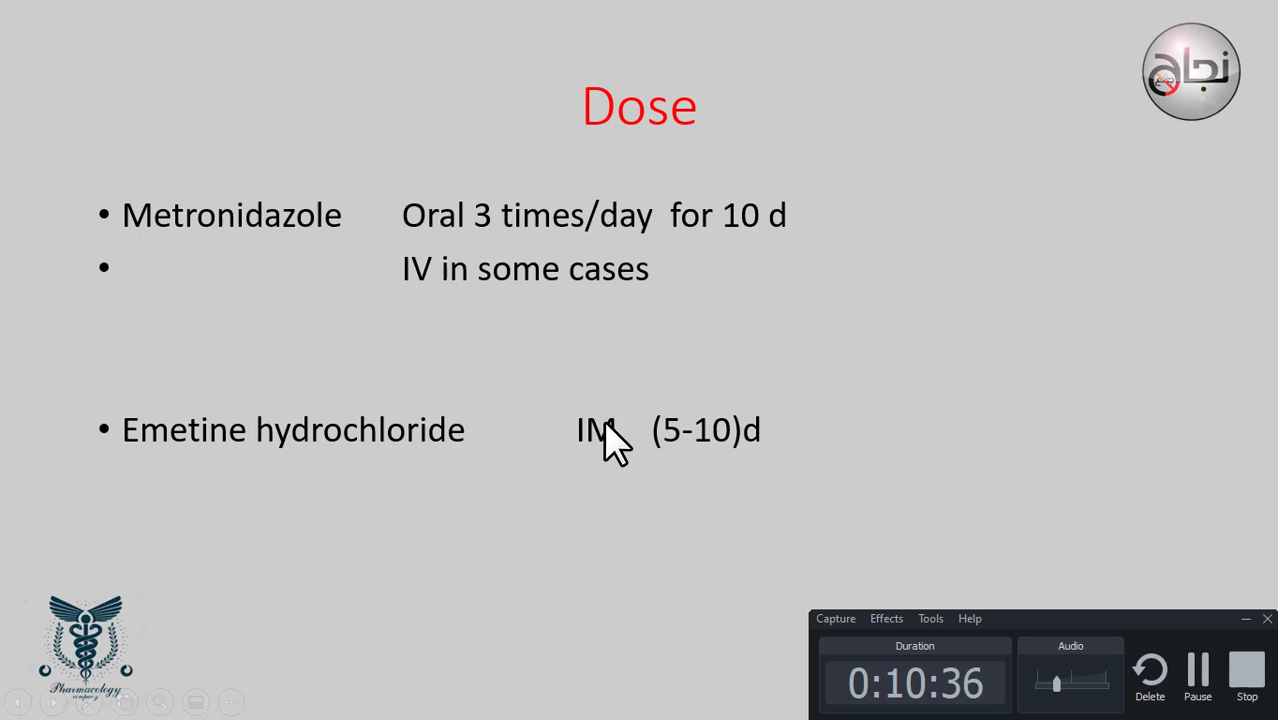 نجابة
Dose
• Metronidazole Oral 3 times/day for 10 d
• IV in some cases
• Emetine hydrochloride IM (5-10)d
Pharmacology
Capture Effects Tools Help
Duration
Audio
0:10:36
Delete
Pause
Stop